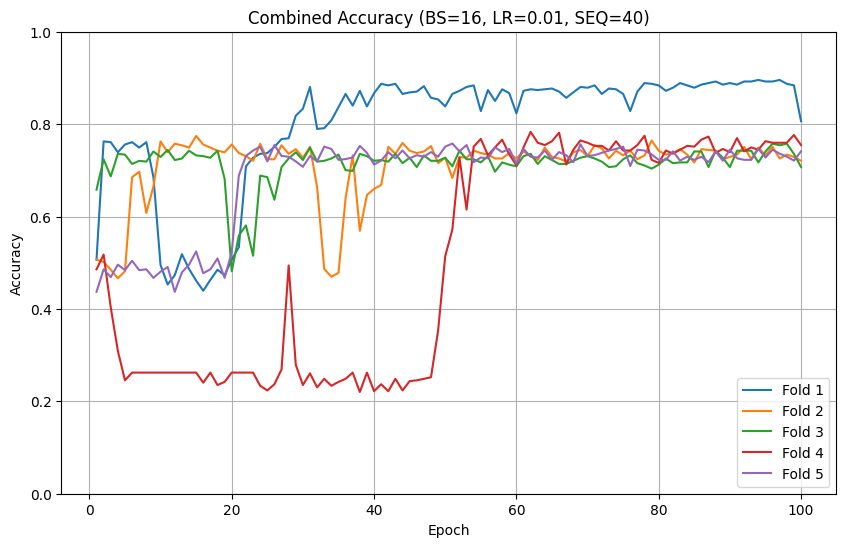 Combined Accuracy (BS=16, LR=0.01, SEQ=40)
1.0
0.8
0.6
0.4
0.2
0.0
Accuracy
0 20 40 60 80 100
Epoch
Fold 1
Fold 2
Fold 3
Fold 4
Fold 5